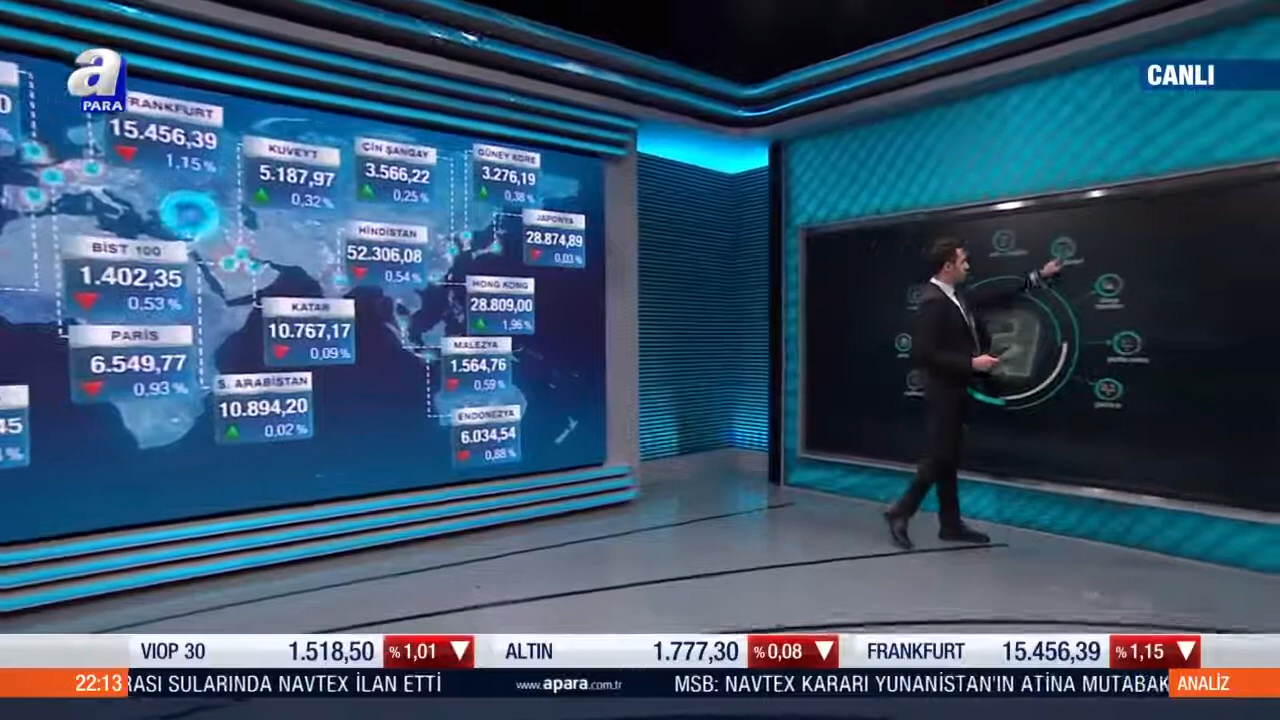 a
PARA
CANLI
FRANKFURT
15.456,39
1,15 %
KUVEYT
5.187,97
0,32 %
ÇİN ŞANGAY
3.566,22
0,25 %
GÜNEY KORE
3.276,19
0,38 %
JAPONYA
28.874,89
0,03 %
HİNDİSTAN
52.306,08
0,54 %
BİST 100
1.402,35
0,53 %
HONG KONG
28.809,00
1,96 %
KATAR
10.767,17
0,09 %
PARİS
6.549,77
0,93 %
MALEZYA
1.564,76
0,59 %
S. ARABİSTAN
10.894,20
0,02 %
ENDONEZYA
6.034,54
0,88 %
VIOP 30 1.518,50 % 1,01 ALTIN 1.777,30 % 0,08 FRANKFURT 15.456,39 % 1,15
22:13 RASI SULARINDA NAVTEX İLAN ETTİ www.apara.com.tr MSB: NAVTEX KARARI YUNANİSTAN'IN ATİNA MUTABAK ANALİZ